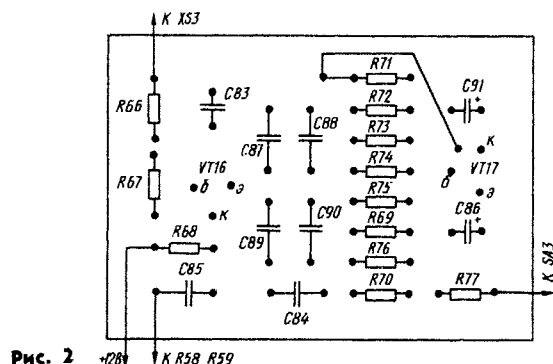 К XS3
R71
C91
R66
C83
R72
+
C87
C88
R73
к
R67
VT16
R74
б
VT17
б
э
R75
э
к
C89
C90
R69
C86
+
R68
R76
C85
C84
R70
R77
К SA3
Рис. 2
+12В
К R58 R59